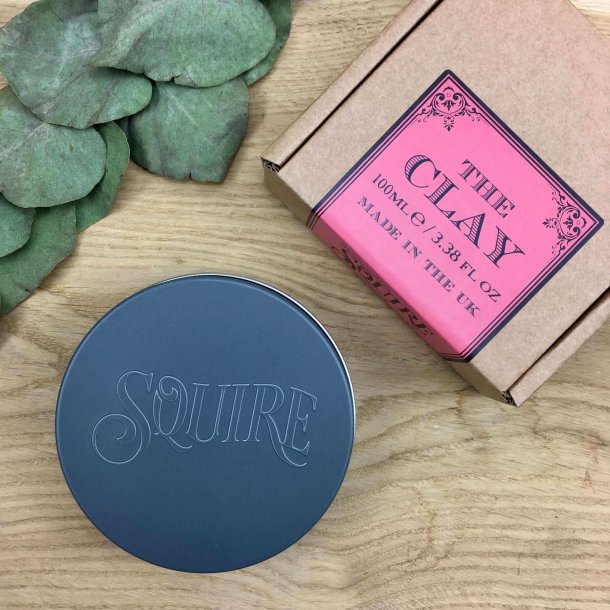 THE
CLAY
100ML℮/3.38 FL OZ
MADE IN THE UK
SQUIRE
SQUIRE